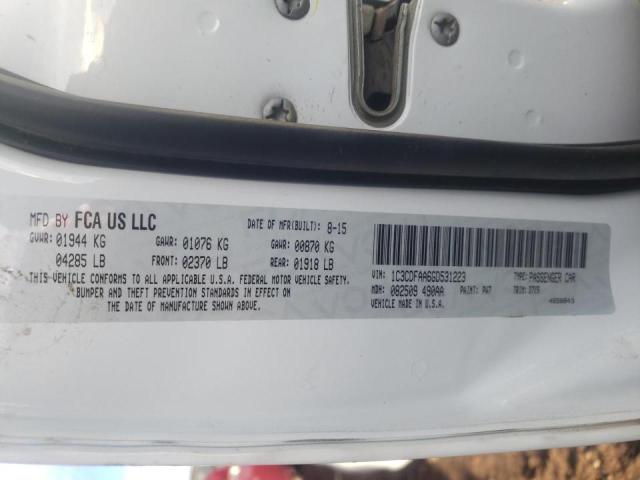 MFD BY FCA US LLC DATE OF MFR(BUILT): 8-15
GVWR: 01944 KG GAWR: 01076 KG GAWR: 00870 KG
04285 LB FRONT: 02370 LB REAR: 01918 LB
THIS VEHICLE CONFORMS TO ALL APPLICABLE U.S.A. FEDERAL MOTOR VEHICLE SAFETY,
BUMPER AND THEFT PREVENTION STANDARDS IN EFFECT ON
THE DATE OF MANUFACTURE SHOWN ABOVE.
VIN: 1C3CDFAA6GD531223 TYPE: PASSENGER CAR
MDH: 082509 490AA PAINT: PW7 TRIM:
VEHICLE MADE IN U.S.A.